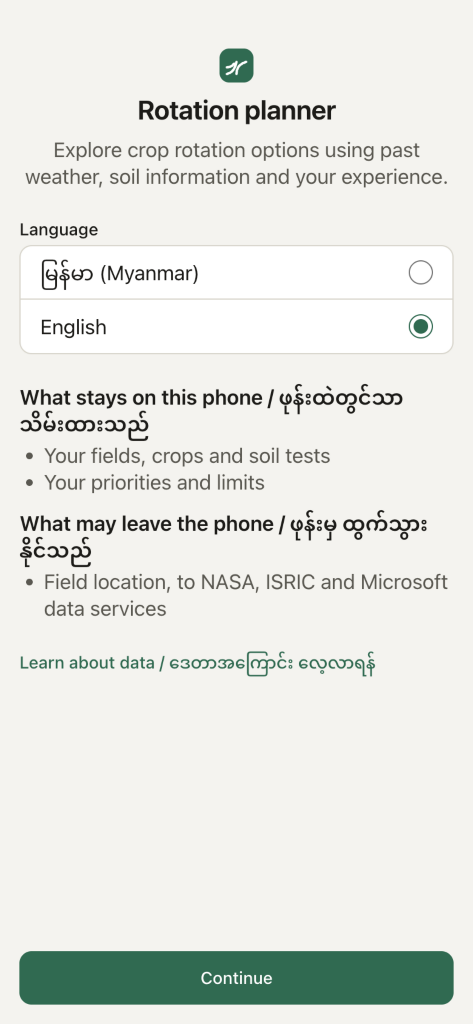 Rotation planner
Explore crop rotation options using past
weather, soil information and your experience.
Language
မြန်မာ (Myanmar)
English
What stays on this phone / ဖုန်းထဲတွင်သာ
သိမ်းထားသည်
• Your fields, crops and soil tests
• Your priorities and limits
What may leave the phone / ဖုန်းမှ ထွက်သွား
နိုင်သည်
• Field location, to NASA, ISRIC and Microsoft
data services
Learn about data / ဒေတာအကြောင်း လေ့လာရန်
Continue